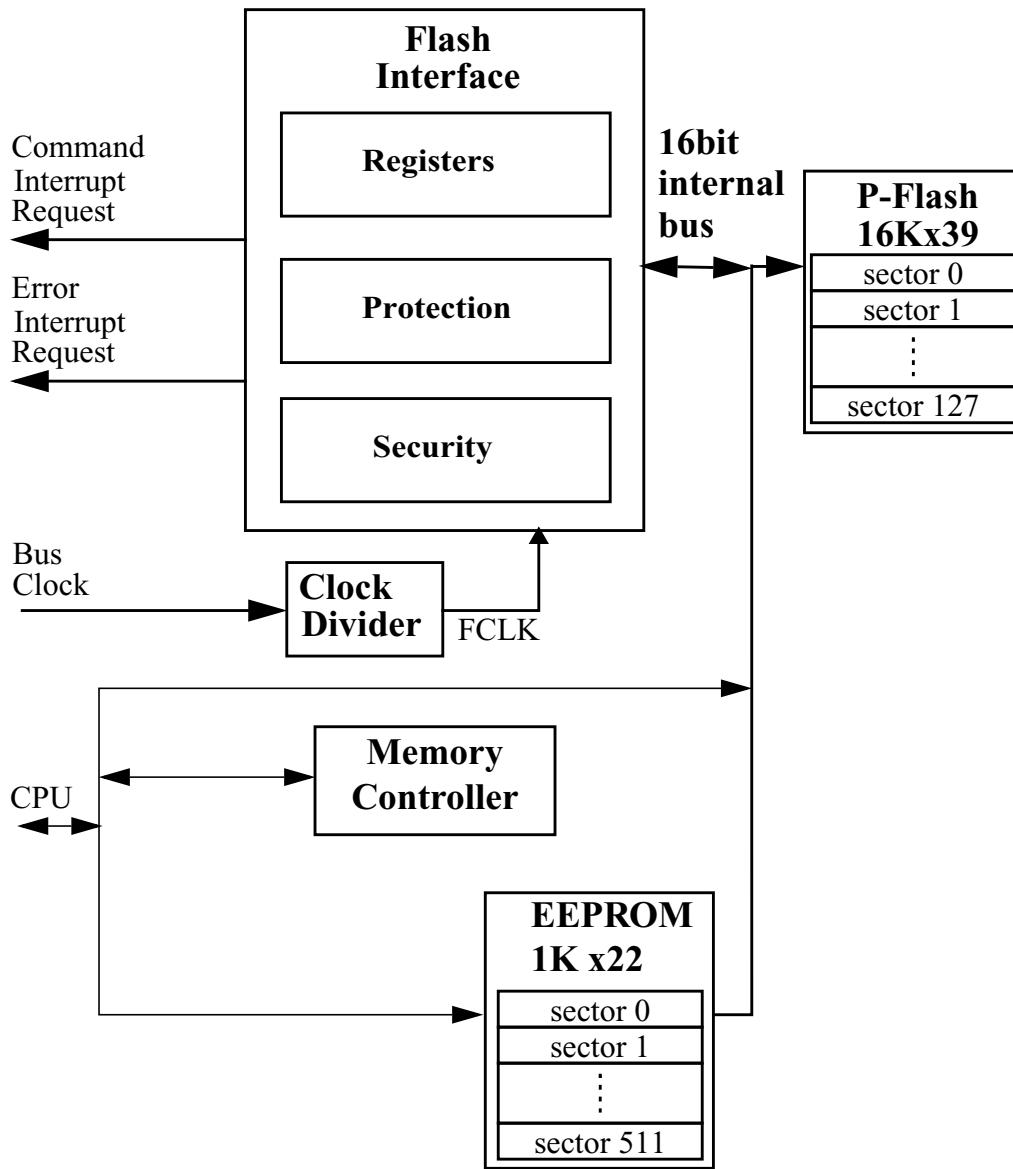 Flash
Interface
Registers
Protection
Security
Command
Interrupt
Request
Error
Interrupt
Request
16bit
internal
bus
P-Flash
16Kx39
sector 0
sector 1
sector 127
Bus
Clock
Clock
Divider
FCLK
Memory
Controller
CPU
EEPROM
1K x22
sector 0
sector 1
sector 511